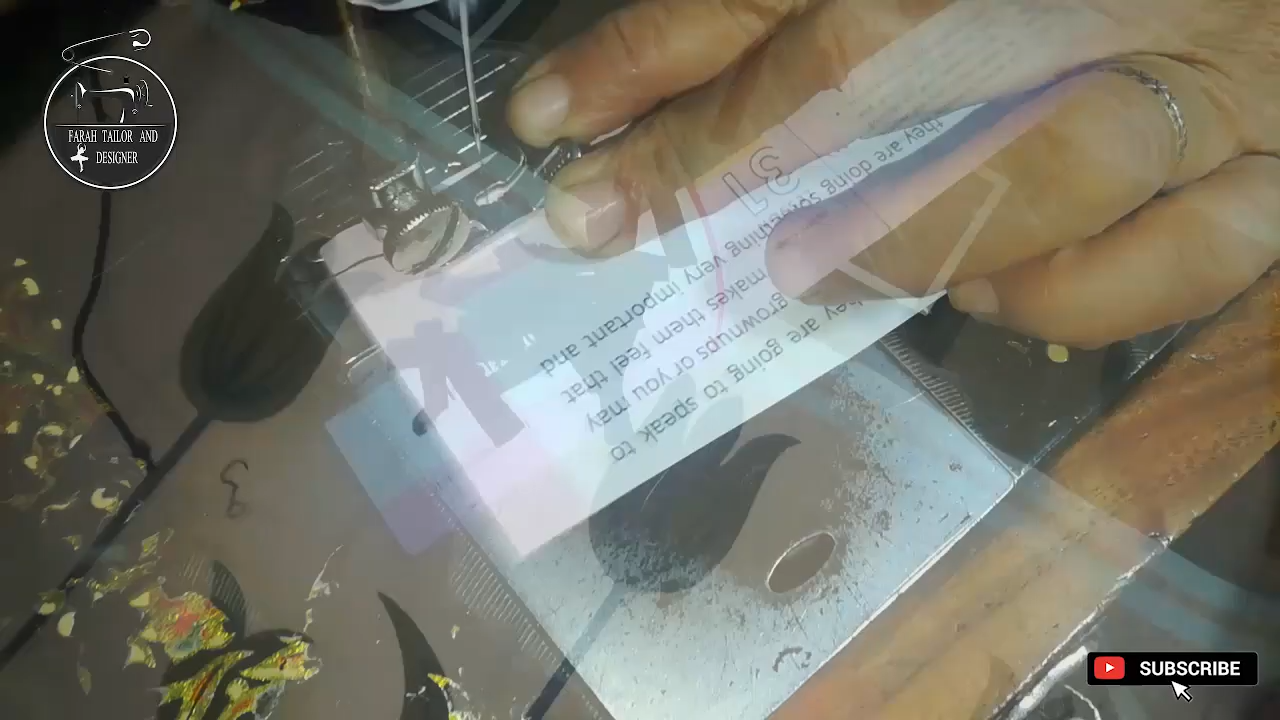 FARAH TAILOR AND
DESIGNER
31
they are doing
something very important and
makes them feel that
grownups or you may
they are going to speak to
8
SUBSCRIBE